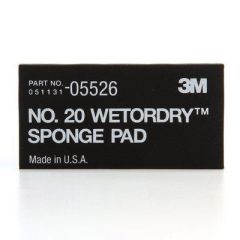 PART NO.
051131-05526
3M
NO. 20 WETORDRY™
SPONGE PAD
Made in U.S.A.